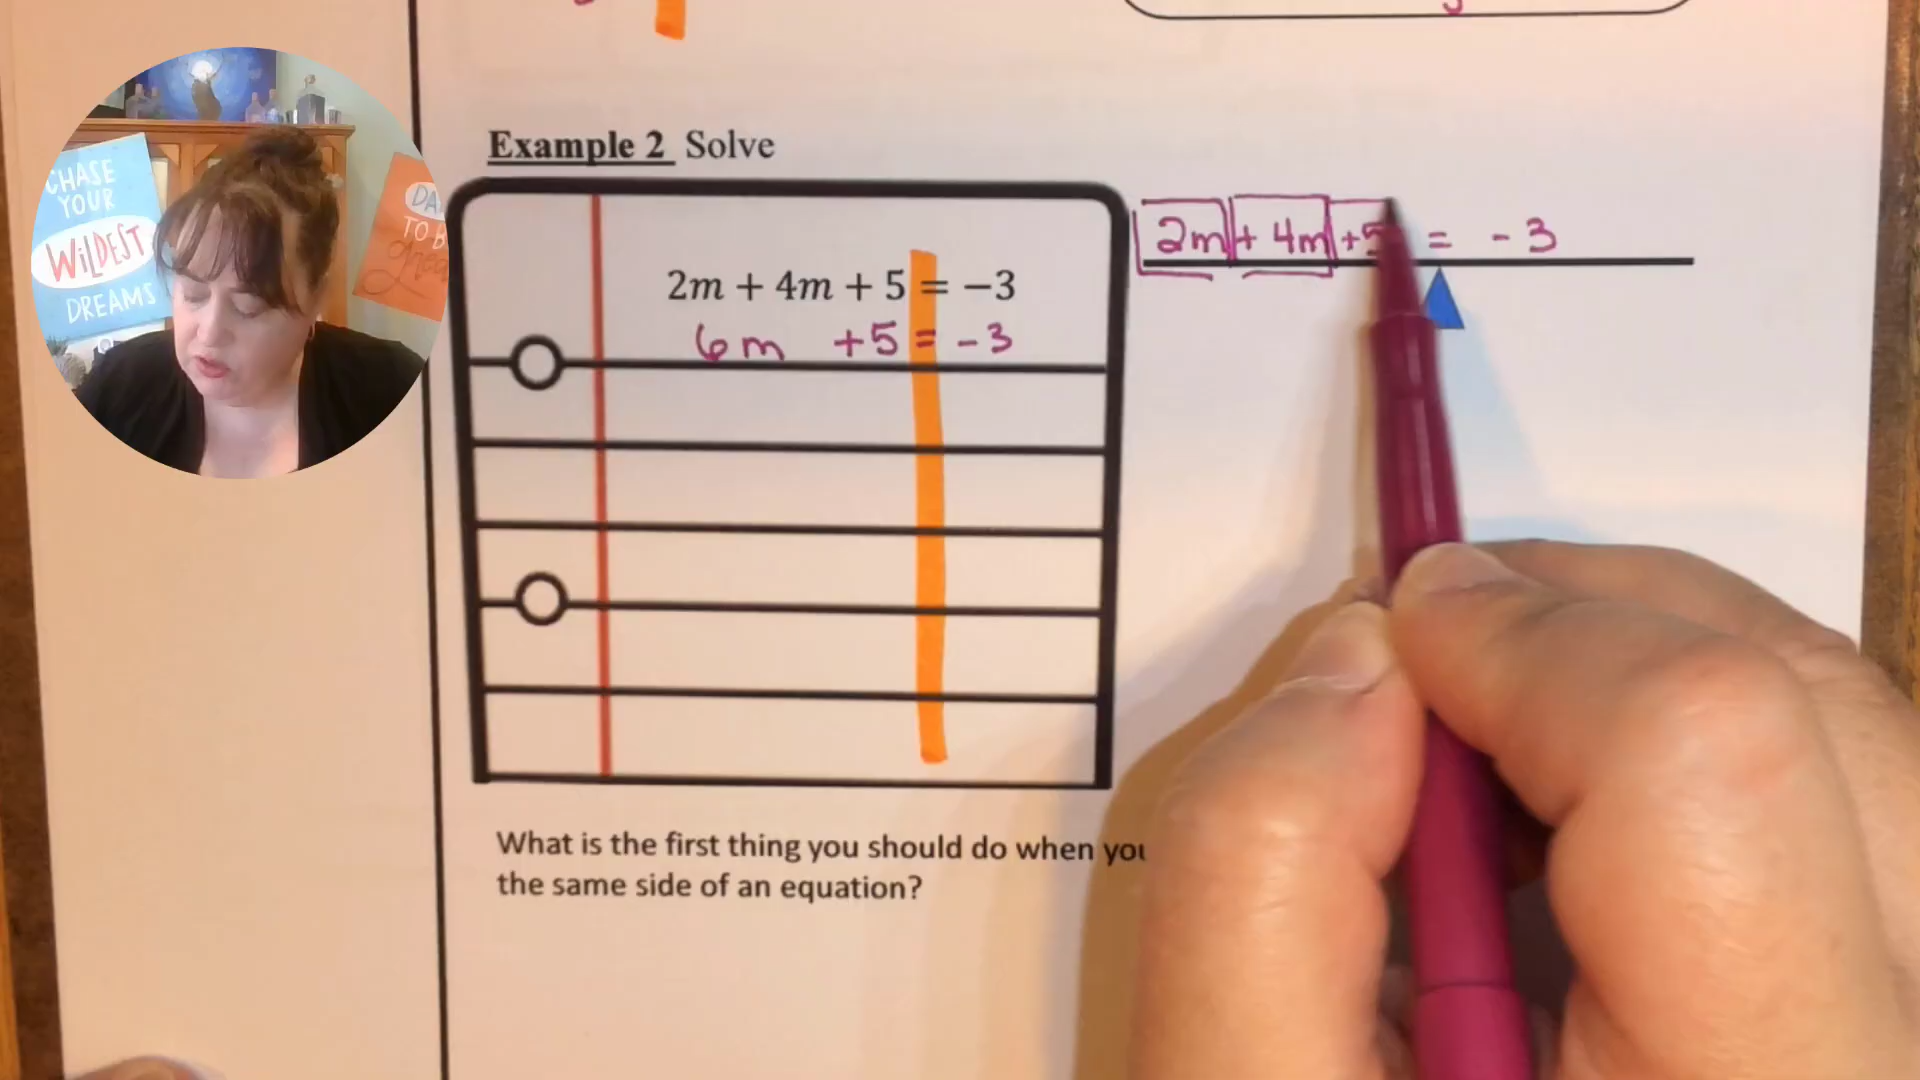 CHASE
YOUR
WILDEST
DREAMS
TO B
Example 2 Solve
2m + 4m + 5 = −3
6m +5 = -3
2m + 4m +5 = - 3
What is the first thing you should do when you
the same side of an equation?